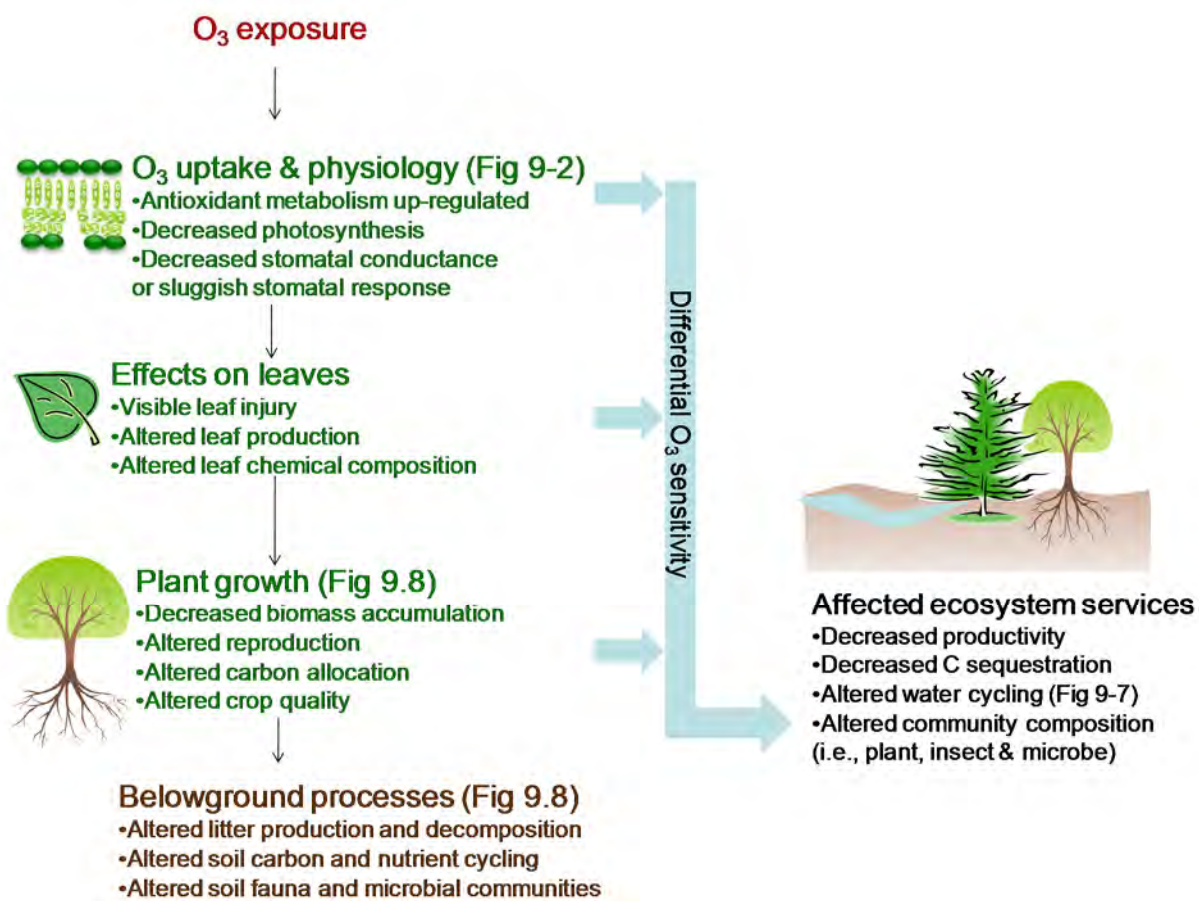 O₃ exposure
O₃ uptake & physiology (Fig 9-2)
•Antioxidant metabolism up-regulated
•Decreased photosynthesis
•Decreased stomatal conductance
or sluggish stomatal response
Effects on leaves
•Visible leaf injury
•Altered leaf production
•Altered leaf chemical composition
Plant growth (Fig 9.8)
•Decreased biomass accumulation
•Altered reproduction
•Altered carbon allocation
•Altered crop quality
Belowground processes (Fig 9.8)
•Altered litter production and decomposition
•Altered soil carbon and nutrient cycling
•Altered soil fauna and microbial communities
Differential O₃ sensitivity
Affected ecosystem services
•Decreased productivity
•Decreased C sequestration
•Altered water cycling (Fig 9-7)
•Altered community composition
(i.e., plant, insect & microbe)